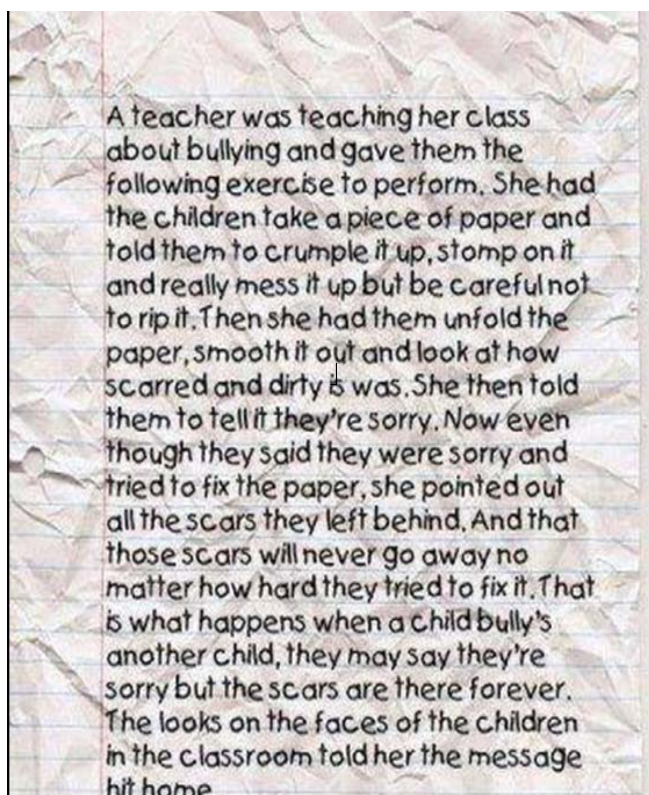 A teacher was teaching her class
about bullying and gave them the
following exercise to perform. She had
the children take a piece of paper and
told them to crumple it up, stomp on it
and really mess it up but be careful not
to rip it. Then she had them unfold the
paper, smooth it out and look at how
scarred and dirty is was. She then told
them to tell it they're sorry. Now even
though they said they were sorry and
tried to fix the paper, she pointed out
all the scars they left behind. And that
those scars will never go away no
matter how hard they tried to fix it. That
is what happens when a child bully's
another child, they may say they're
sorry but the scars are there forever.
The looks on the faces of the children
in the classroom told her the message
hit home